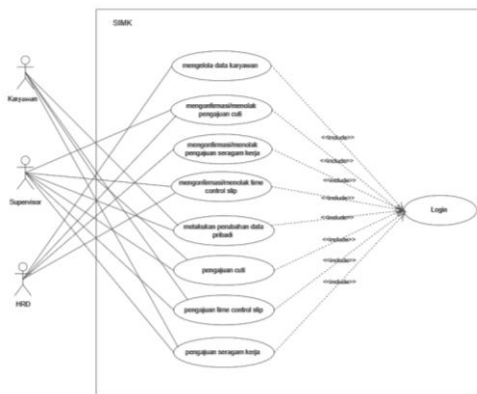 SIMK
mengelola data karyawan
mengonfirmasi/menolak
pengajuan cuti
mengonfirmasi/menolak
pengajuan seragam kerja
mengonfirmasi/menolak time
control slip
melakukan perubahan data
pribadi
pengajuan cuti
pengajuan time control slip
pengajuan seragam kerja
Karyawan
Supervisor
HRD
<<include>>
<<include>>
<<include>>
<<include>>
<<include>>
<<include>>
<<include>>
Login